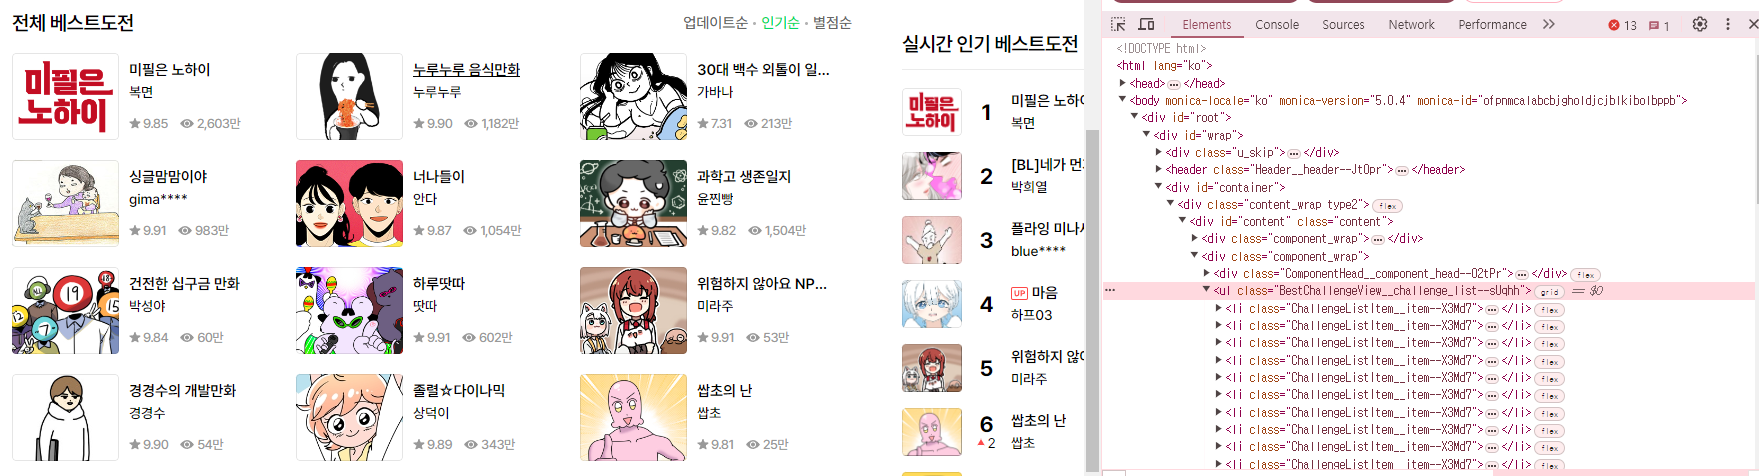 전체 베스트도전
업데이트순 • 인기순 • 별점순
미필은 노하이
미필은 노하이
복면
★9.85 2,603만
누루누루 음식만화
누루누루
★9.90 1,182만
30대 백수 외톨이 일...
가바나
★7.31 213만
싱글맘맘이야
gima****
★9.91 983만
너나들이
안다
★9.87 1,054만
과학고 생존일지
윤찐빵
★9.82 1,504만
건전한 십구금 만화
박성야
★9.84 60만
하루땃따
땃따
★9.91 602만
위험하지 않아요 NP...
미라주
★9.91 53만
경경수의 개발만화
경경수
★9.90 54만
졸렬☆다이나믹
상덕이
★9.89 343만
쌉초의 난
쌉초
★9.81 25만
실시간 인기 베스트도전
미필은 노하이
1
미필은 노하이
복면
2
[BL]네가 먼
박희열
3
플라잉 미나
blue****
4
UP 마음
하프03
5
위험하지 않아
미라주
6
▲2
쌉초의 난
쌉초
Elements Console Sources Network Performance 13 1
<!DOCTYPE html>
<html lang="ko">
<head>…</head>
<body monica-locale="ko" monica-version="5.0.4" monica-id="ofpnmcalabcbjgholdjcjblkibolbppb">
<div id="root">
<div id="wrap">
<div class="u_skip">…</div>
<header class="Header__header--Jt0pr">…</header>
<div id="container">
<div class="content_wrap type2"> flex
<div id="content" class="content">
<div class="component_wrap">…</div>
<div class="component_wrap">
<div class="ComponentHead__component_head--O2tPr">…</div> flex
<ul class="BestChallengeView__challenge_list--sUqhh"> grid == $0
<li class="ChallengeListItem__item--X3Md7">…</li> flex
<li class="ChallengeListItem__item--X3Md7">…</li> flex
<li class="ChallengeListItem__item--X3Md7">…</li> flex
<li class="ChallengeListItem__item--X3Md7">…</li> flex
<li class="ChallengeListItem__item--X3Md7">…</li> flex
<li class="ChallengeListItem__item--X3Md7">…</li> flex
<li class="ChallengeListItem__item--X3Md7">…</li> flex
<li class="ChallengeListItem__item--X3Md7">…</li> flex
<li class="ChallengeListItem__item--X3Md7">…</li> flex
<li class="ChallengeListItem__item--X3Md7">…</li> flex